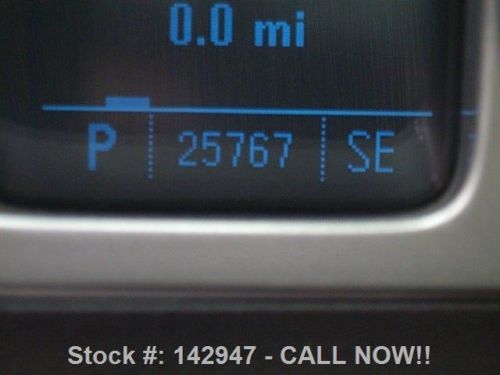 0.0 mi
P 25767 SE
Stock #: 142947 - CALL NOW!!